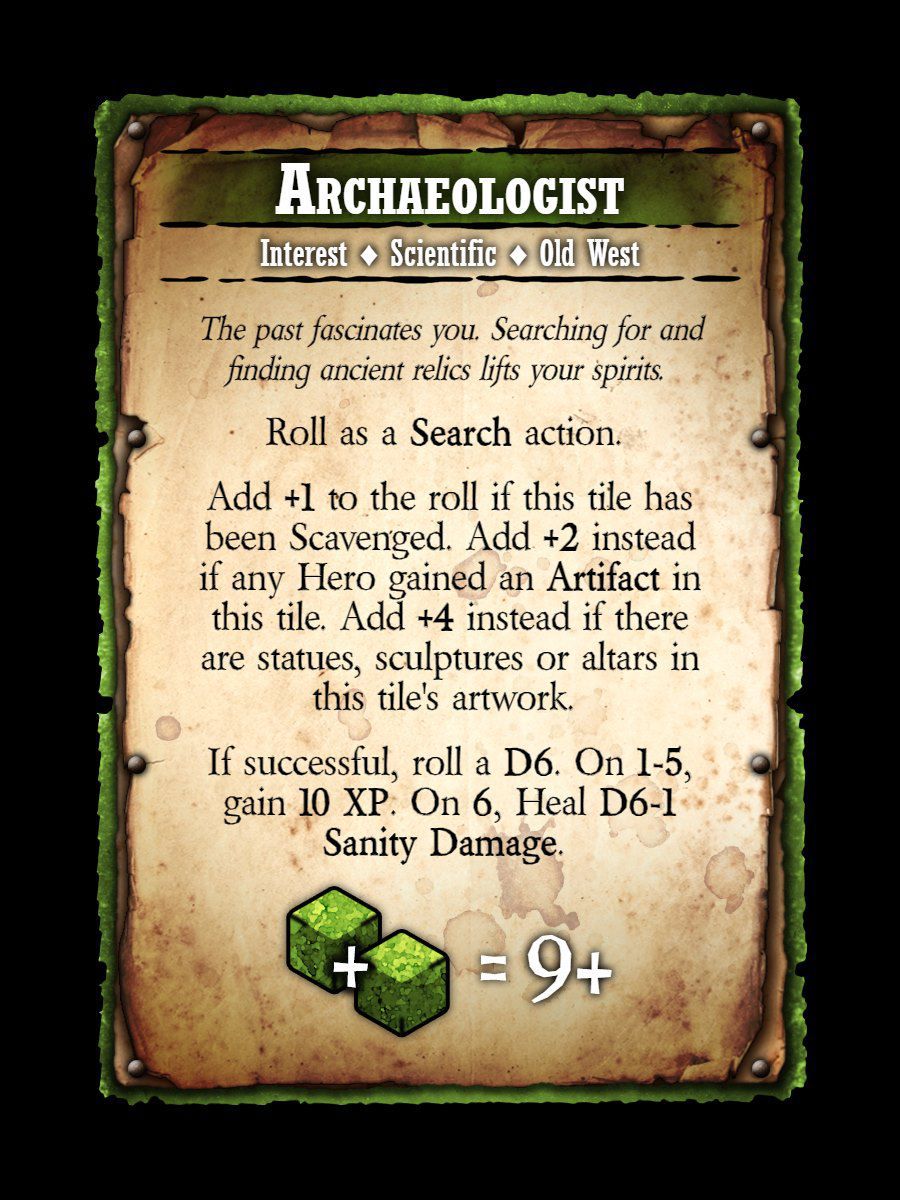 Archaeologist
Interest ◆ Scientific ◆ Old West
The past fascinates you. Searching for and
finding ancient relics lifts your spirits.
Roll as a Search action.
Add +1 to the roll if this tile has
been Scavenged. Add +2 instead
if any Hero gained an Artifact in
this tile. Add +4 instead if there
are statues, sculptures or altars in
this tile's artwork.
If successful, roll a D6. On 1-5,
gain 10 XP. On 6, Heal D6-1
Sanity Damage.
+ = 9+